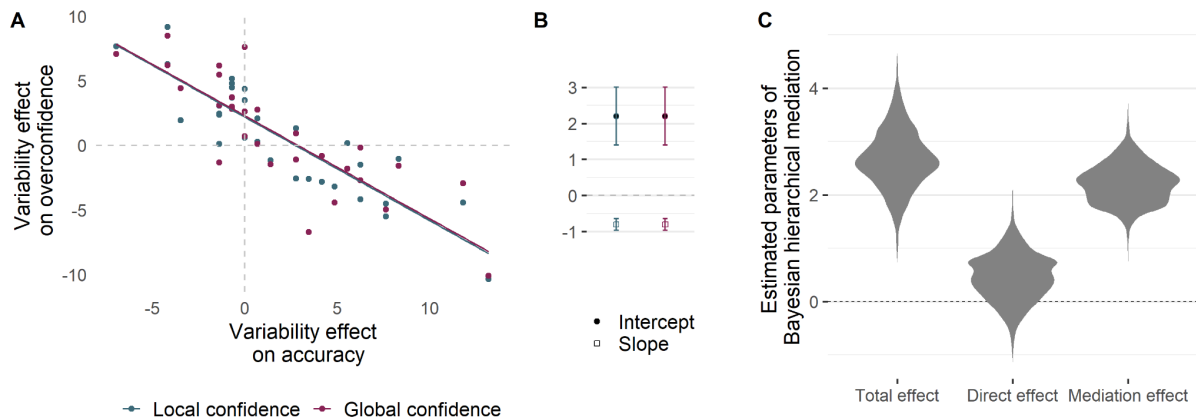 A
Variability effect
on overconfidence
10
5
0
-5
-10
-5
0
5
10
Variability effect
on accuracy
Local confidence
Global confidence
B
3
2
1
0
-1
Intercept
Slope
C
Estimated parameters of
Bayesian hierarchical mediation
4
2
0
Total effect
Direct effect
Mediation effect